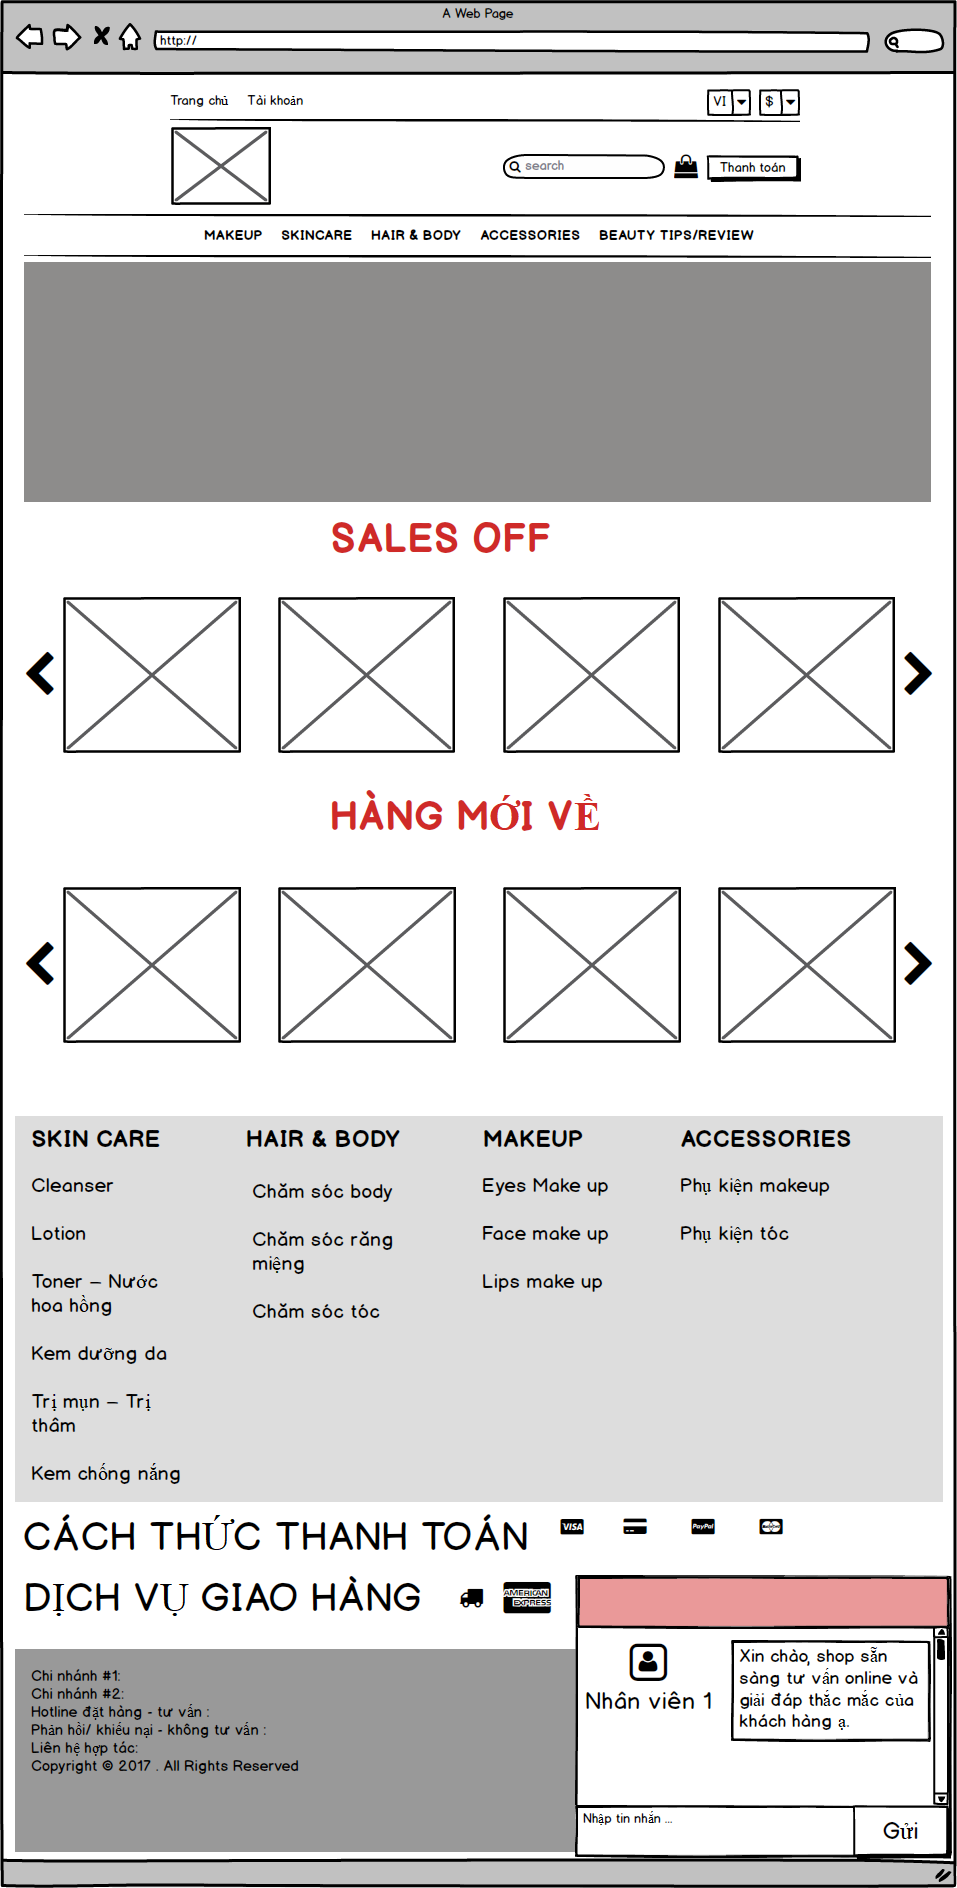 A Web Page
http://
Trang chủ Tài khoản VI $
search Thanh toán
MAKEUP SKINCARE HAIR & BODY ACCESSORIES BEAUTY TIPS/REVIEW
SALES OFF
HÀNG MỚI VỀ
SKIN CARE
Cleanser
Lotion
Toner – Nước
hoa hồng
Kem dưỡng da
Trị mụn – Trị
thâm
Kem chống nắng
HAIR & BODY
Chăm sóc body
Chăm sóc răng
miệng
Chăm sóc tóc
MAKEUP
Eyes Make up
Face make up
Lips make up
ACCESSORIES
Phụ kiện makeup
Phụ kiện tóc
CÁCH THỨC THANH TOÁN VISA PayPal
DỊCH VỤ GIAO HÀNG
AMERICAN
EXPRESS
Chi nhánh #1:
Chi nhánh #2:
Hotline đặt hàng - tư vấn :
Phản hồi/ khiếu nại - không tư vấn :
Liên hệ hợp tác:
Copyright © 2017 . All Rights Reserved
Nhân viên 1
Xin chào, shop sẵn
sàng tư vấn online và
giải đáp thắc mắc của
khách hàng ạ.
Nhập tin nhắn ...
Gửi